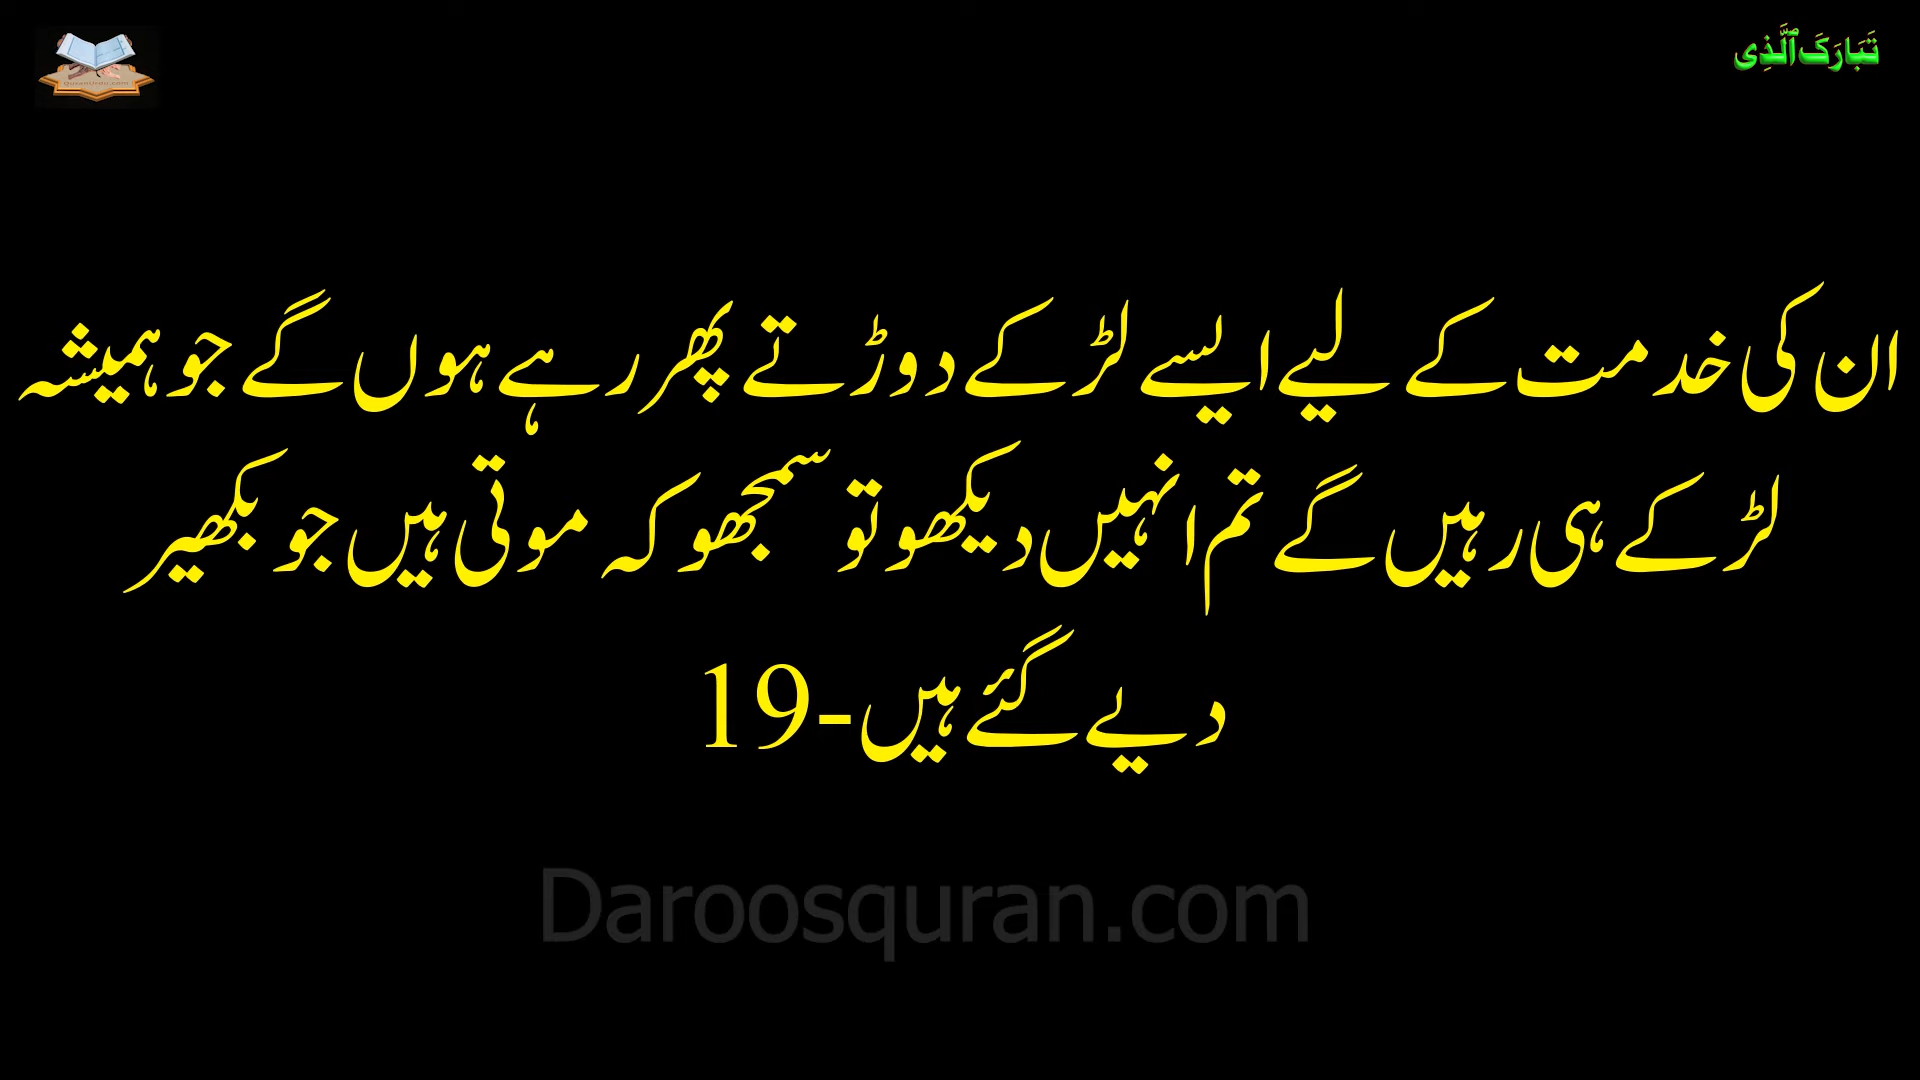 تَبَارَكَ ٱلَّذِی
ان کی خدمت کے لیے ایسے لڑکے دوڑتے پھر رہے ہوں گے جو ہمیشہ
لڑکے ہی رہیں گے تم انہیں دیکھو تو سمجھو کہ موتی ہیں جو بکھیر
دیے گئے ہیں-19
Daroosquran.com